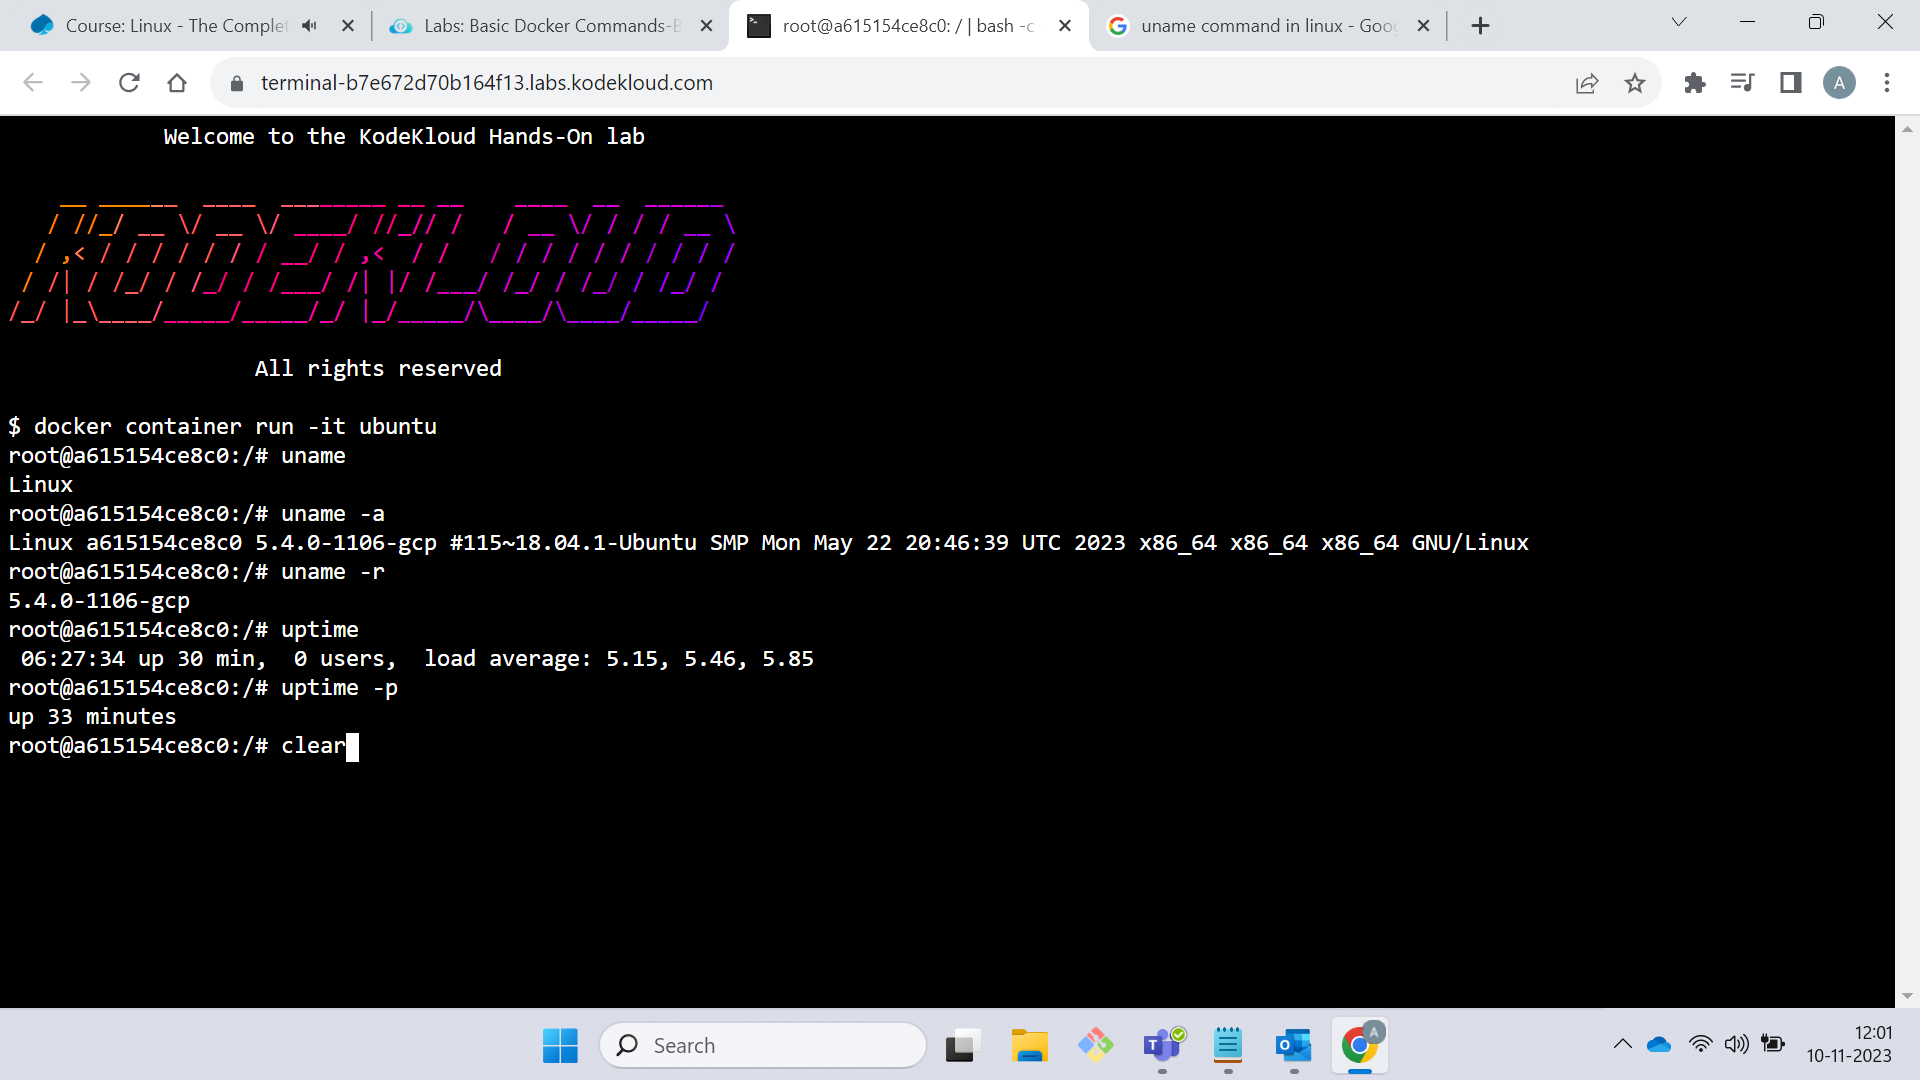 Course: Linux - The Complet
Labs: Basic Docker Commands-B
root@a615154ce8c0: / | bash -c
uname command in linux - Goog
terminal-b7e672d70b164f13.labs.kodekloud.com
A
Welcome to the KodeKloud Hands-On lab
KODEKLOUD
All rights reserved
$ docker container run -it ubuntu
root@a615154ce8c0:/# uname
Linux
root@a615154ce8c0:/# uname -a
Linux a615154ce8c0 5.4.0-1106-gcp #115~18.04.1-Ubuntu SMP Mon May 22 20:46:39 UTC 2023 x86_64 x86_64 x86_64 GNU/Linux
root@a615154ce8c0:/# uname -r
5.4.0-1106-gcp
root@a615154ce8c0:/# uptime
06:27:34 up 30 min,  0 users,  load average: 5.15, 5.46, 5.85
root@a615154ce8c0:/# uptime -p
up 33 minutes
root@a615154ce8c0:/# clear
Search
A
12:01
10-11-2023